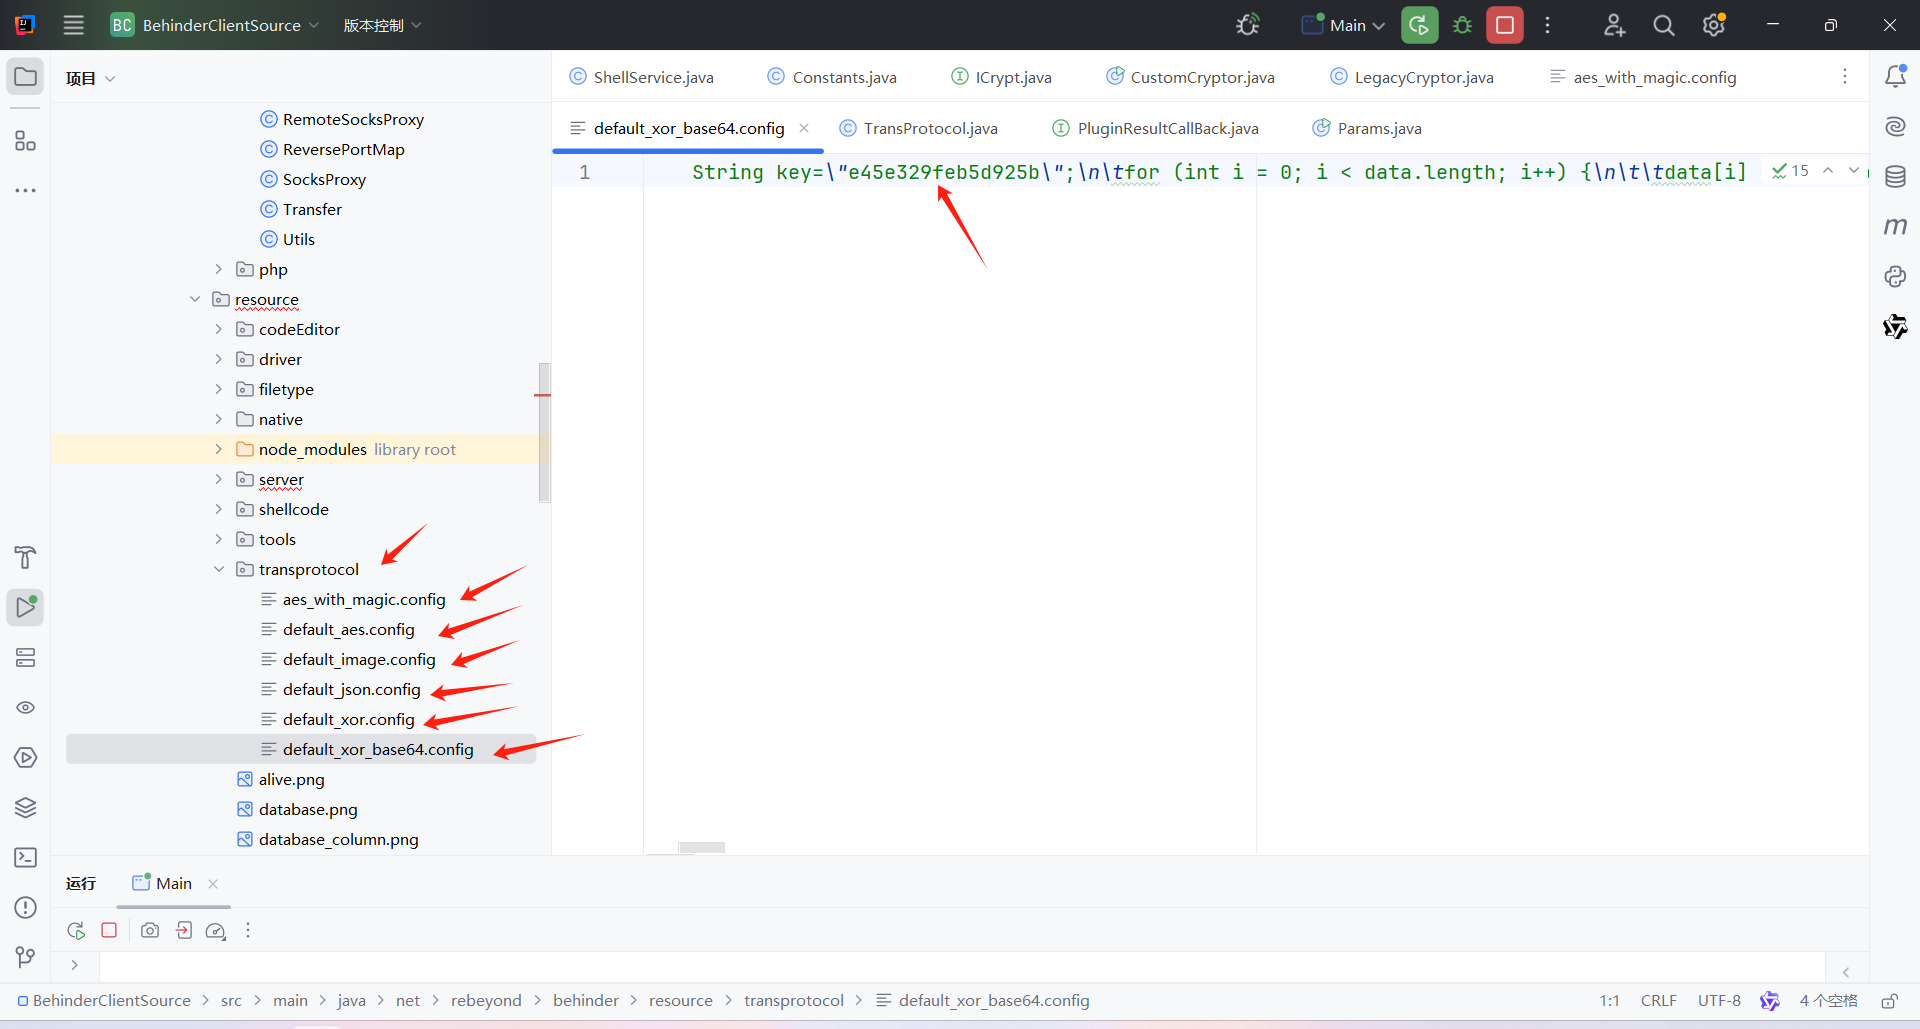 BC BehinderClientSource 版本控制 Main
项目
ShellService.java Constants.java ICrypt.java CustomCryptor.java LegacyCryptor.java aes_with_magic.config
default_xor_base64.config TransProtocol.java PluginResultCallBack.java Params.java
1 String key=\"e45e329feb5d925b\";\n\tfor (int i = 0; i < data.length; i++) {\n\t\tdata[i] 15
RemoteSocksProxy
ReversePortMap
SocksProxy
Transfer
Utils
php
resource
codeEditor
driver
filetype
native
node_modules library root
server
shellcode
tools
transprotocol
aes_with_magic.config
default_aes.config
default_image.config
default_json.config
default_xor.config
default_xor_base64.config
alive.png
database.png
database_column.png
运行 Main
BehinderClientSource > src > main > java > net > rebeyond > behinder > resource > transprotocol > default_xor_base64.config 1:1 CRLF UTF-8 4 个空格